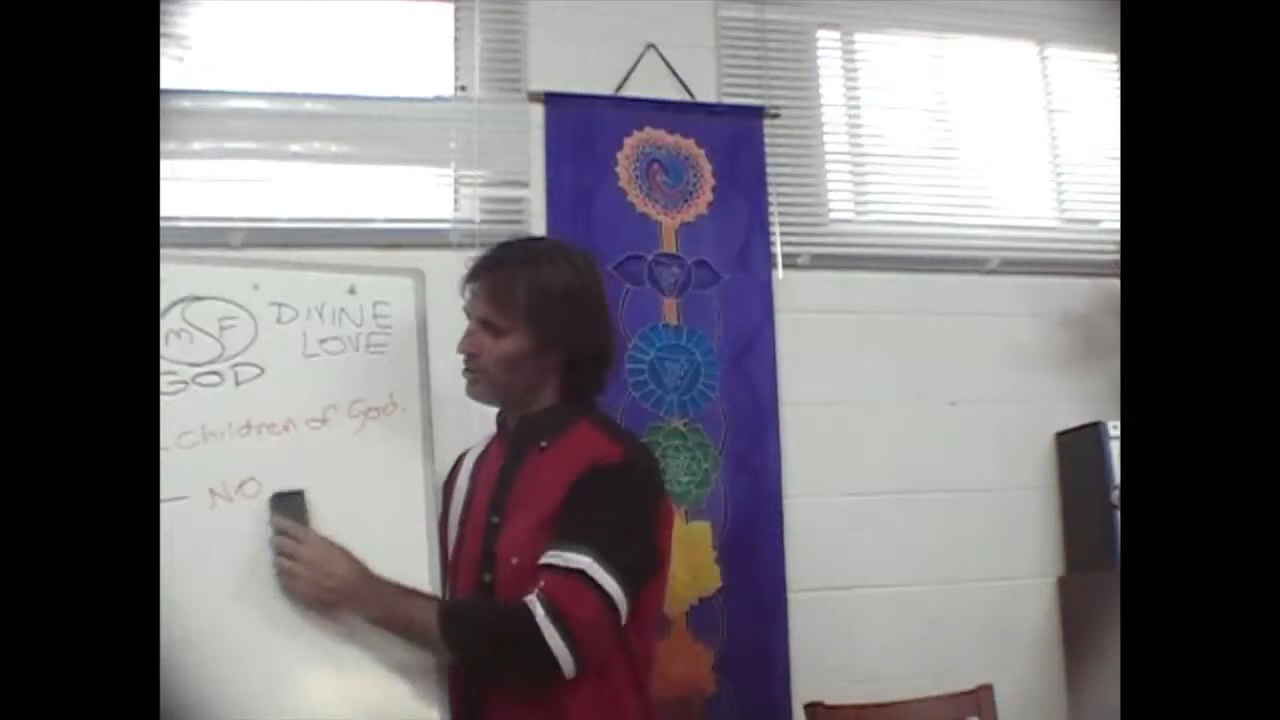 M F
DIVINE
LOVE
GOD
Children of God.
— NO